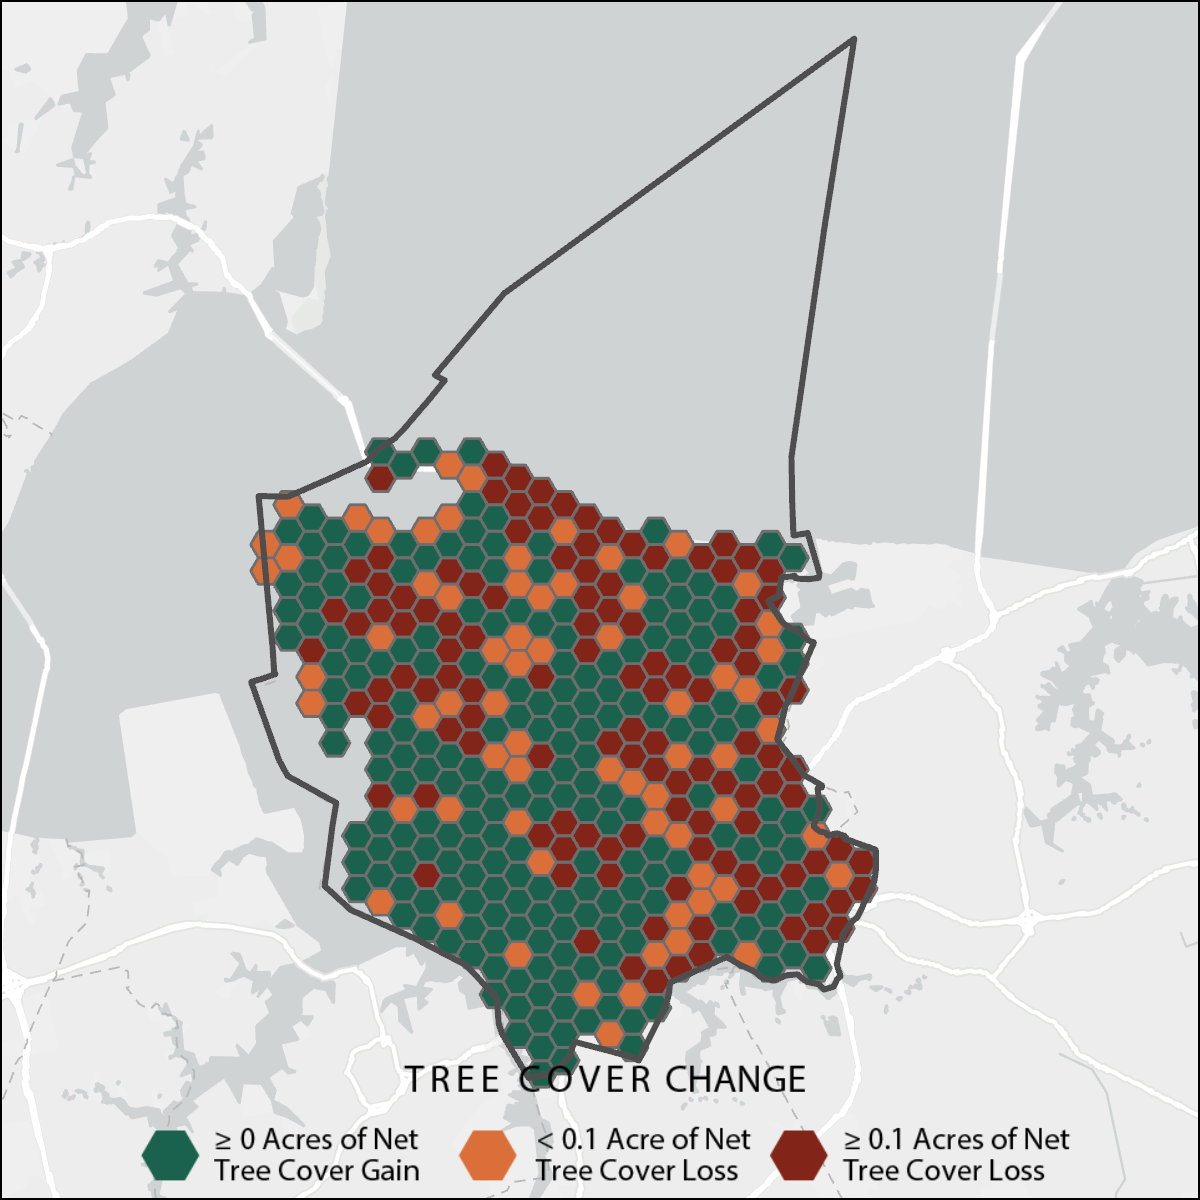 TREE COVER CHANGE
≥ 0 Acres of Net
Tree Cover Gain
< 0.1 Acre of Net
Tree Cover Loss
≥ 0.1 Acres of Net
Tree Cover Loss